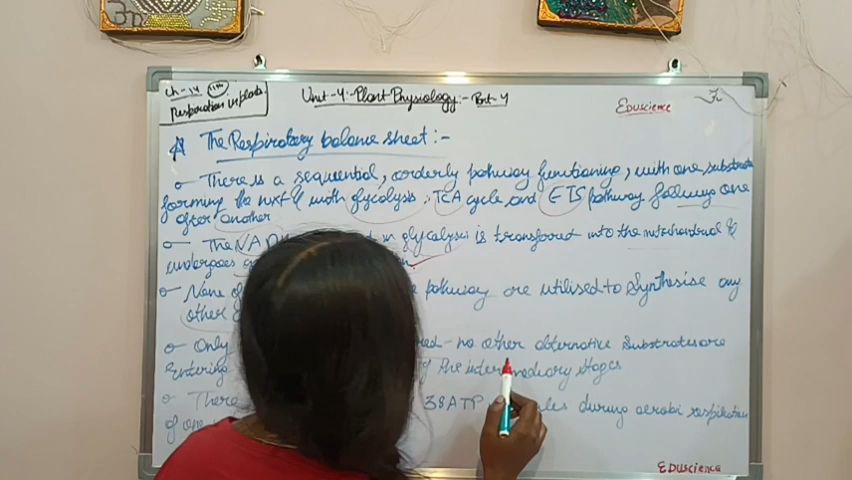 Ch-14 11th
Respiration in plants
Unit-4:-Plant Physiology:- Part-4
EDUSCIENCE
The Respiratory balance sheet:-
There is a sequential, orderly pathway functioning, with one substrate
forming the next & with glycolysis, TCA cycle and ETS pathway following one
after another
The NAD in glycolysis is transferred into the mitochondria &
undergoes
None of pathway are utilised to synthesise any
other
Only - no other alternative substrates are
entering of the intermediary stages
There 38 ATP during aerobic respiration
of one
EDUSCIENCE